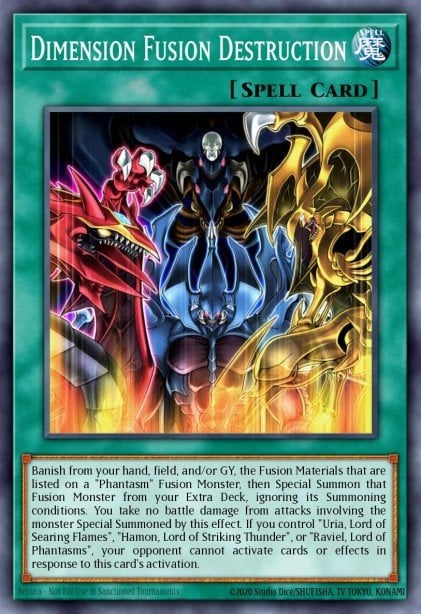 DIMENSION FUSION DESTRUCTION
SPELL
魔
[SPELL CARD]
Banish from your hand, field, and/or GY, the Fusion Materials that are
listed on a "Phantasm" Fusion Monster, then Special Summon that
Fusion Monster from your Extra Deck, ignoring its Summoning
conditions. You take no battle damage from attacks involving the
monster Special Summoned by this effect. If you control "Uria, Lord of
Searing Flames", "Hamon, Lord of Striking Thunder", or "Raviel, Lord of
Phantasms", your opponent cannot activate cards or effects in
response to this card's activation.
Replica - Not For Use in Sanctioned Tournaments
©2020 Studio Dice/SHUEISHA, TV TOKYO, KONAMI